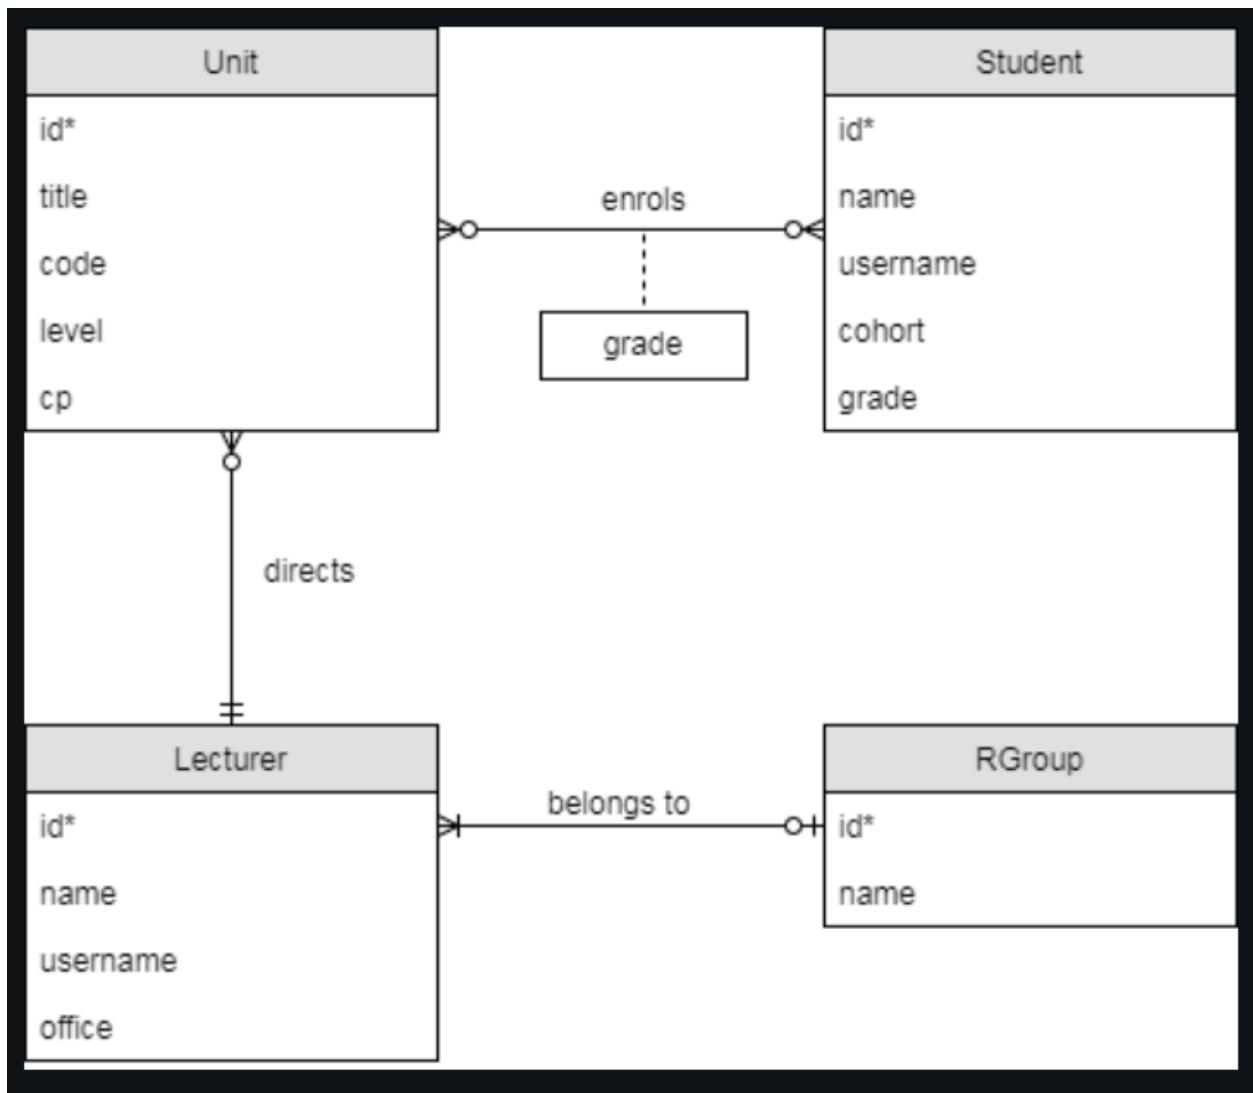 Unit
id*
title
code
level
cp
enrols
grade
Student
id*
name
username
cohort
grade
directs
Lecturer
id*
name
username
office
belongs to
RGroup
id*
name